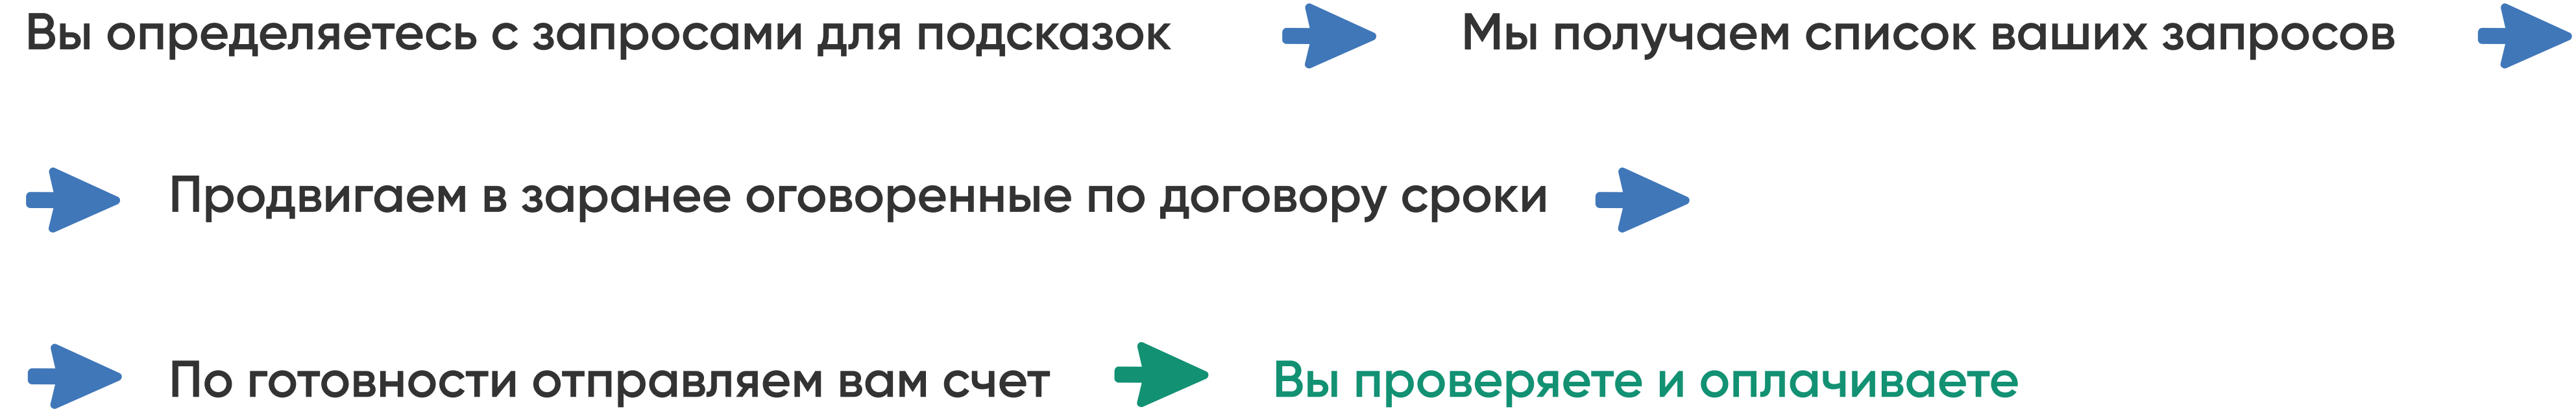 Вы определяетесь с запросами для подсказок
Мы получаем список ваших запросов
Продвигаем в заранее оговоренные по договору сроки
По готовности отправляем вам счет
Вы проверяете и оплачиваете